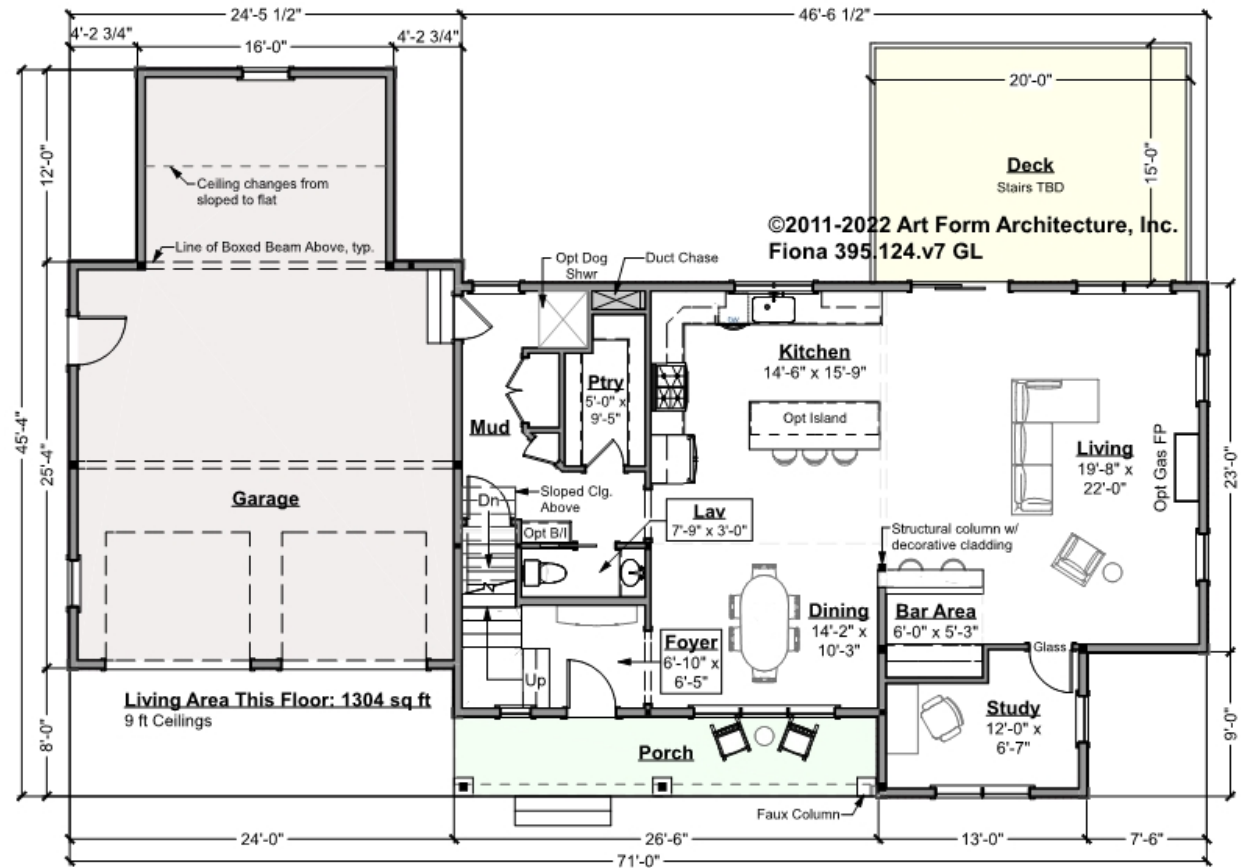 24'-5 1/2"
46'-6 1/2"
4'-2 3/4"
4'-2 3/4"
16'-0"
20'-0"
12'-0"
15'-0"
Deck
Stairs TBD
Ceiling changes from
sloped to flat
©2011-2022 Art Form Architecture, Inc.
Fiona 395.124.v7 GL
Line of Boxed Beam Above, typ.
Opt Dog
Shwr
Duct Chase
DW
Kitchen
14'-6" x 15'-9"
Ptry
5'-0" x
9'-5"
Opt Island
Mud
Living
19'-8" x
22'-0"
Opt Gas FP
45'-4"
25'-4"
23'-0"
Garage
Dn
Sloped Clg.
Above
Opt B/I
Lav
7'-9" x 3'-0"
Structural column w/
decorative cladding
Dining
14'-2" x
10'-3"
Bar Area
6'-0" x 5'-3"
Foyer
6'-10" x
6'-5"
Glass
Up
Living Area This Floor: 1304 sq ft
9 ft Ceilings
Study
12'-0" x
6'-7"
8'-0"
9'-0"
Porch
Faux Column
24'-0"
26'-6"
13'-0"
7'-6"
71'-0"